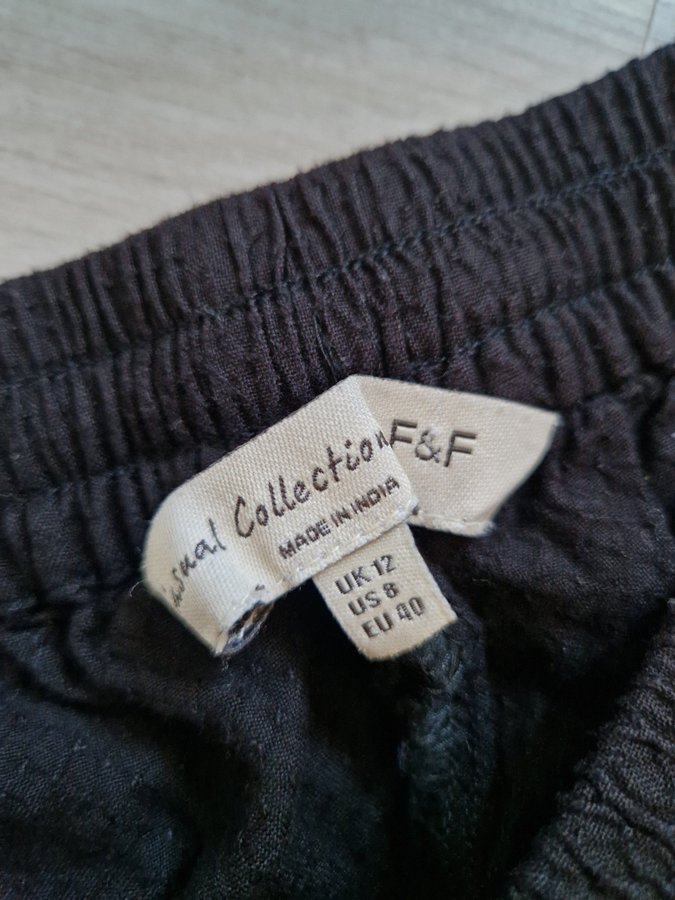 F&F
Collection
MADE IN INDIA
UK 12
US 8
EU 40